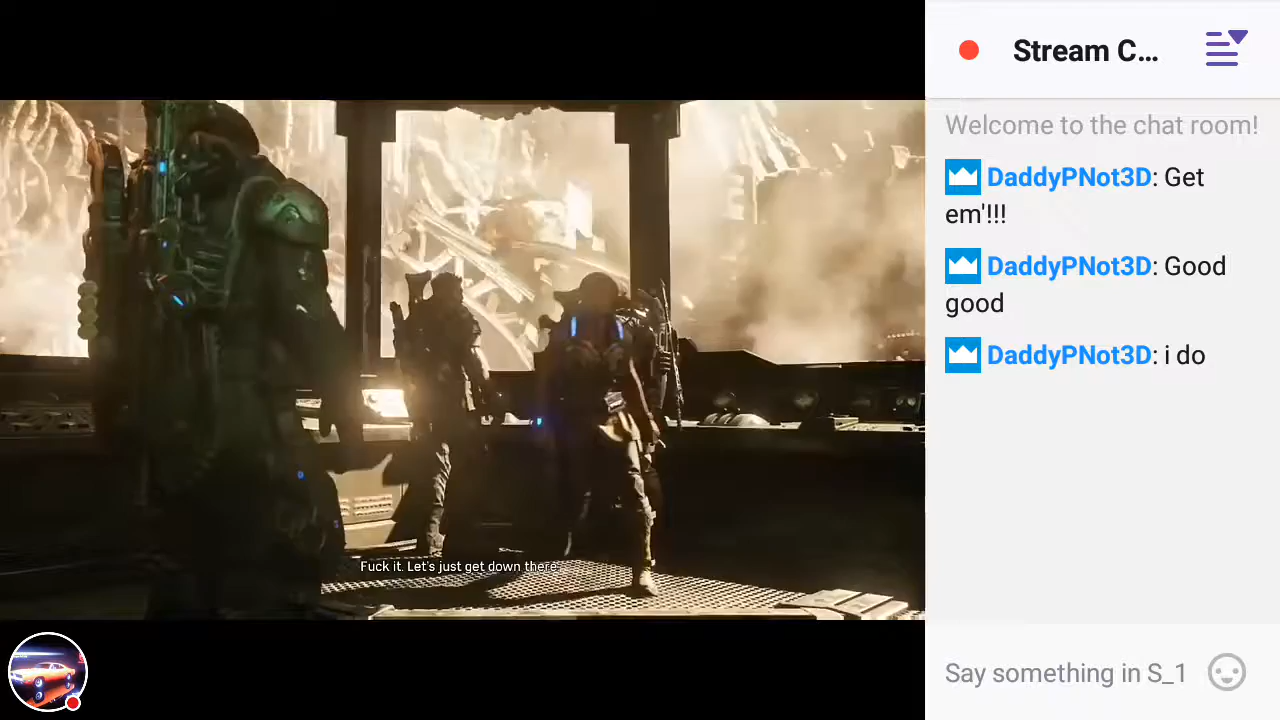 Stream C...
Welcome to the chat room!
DaddyPNot3D: Get
em'!!!
DaddyPNot3D: Good
good
DaddyPNot3D: i do
Fuck it. Let's just get down there.
Say something in S_1